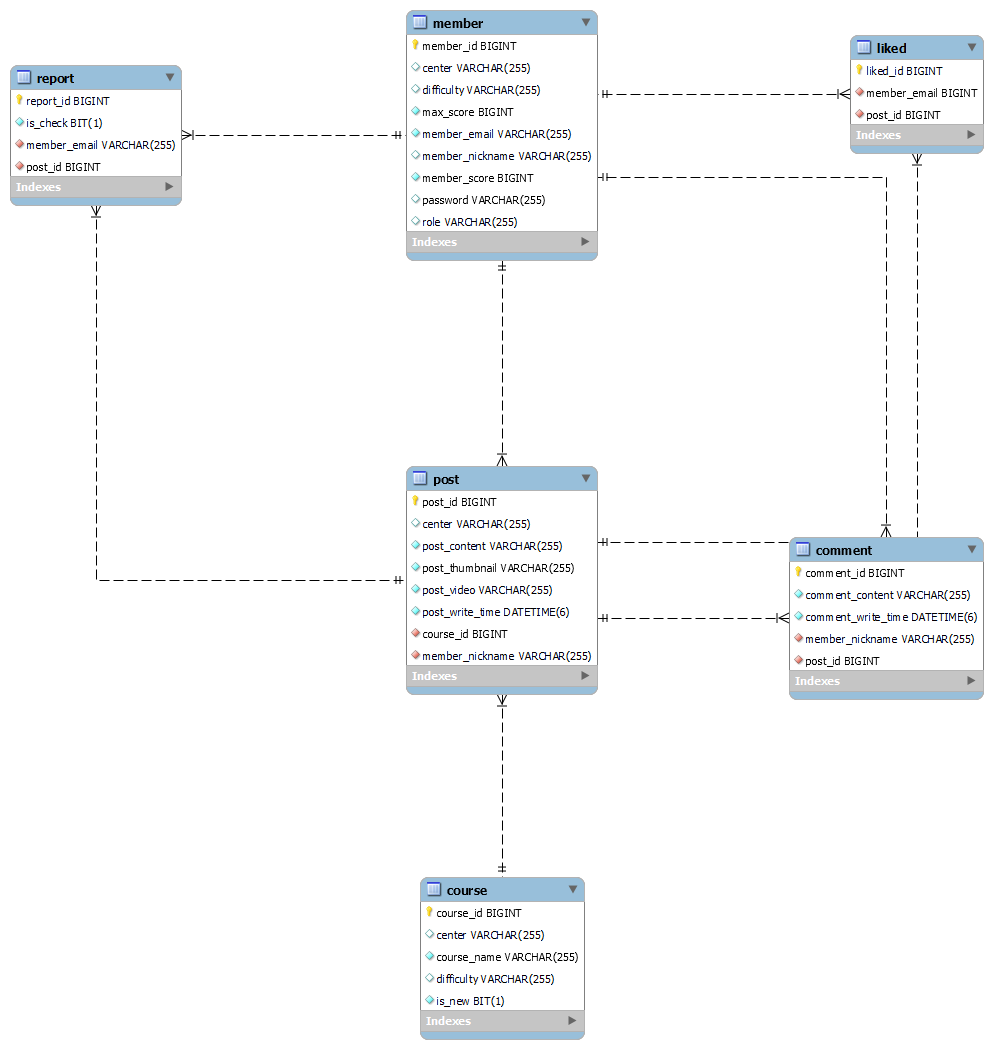 member
member_id BIGINT
center VARCHAR(255)
difficulty VARCHAR(255)
max_score BIGINT
member_email VARCHAR(255)
member_nickname VARCHAR(255)
member_score BIGINT
password VARCHAR(255)
role VARCHAR(255)
Indexes
liked
liked_id BIGINT
member_email BIGINT
post_id BIGINT
Indexes
report
report_id BIGINT
is_check BIT(1)
member_email VARCHAR(255)
post_id BIGINT
Indexes
post
post_id BIGINT
center VARCHAR(255)
post_content VARCHAR(255)
post_thumbnail VARCHAR(255)
post_video VARCHAR(255)
post_write_time DATETIME(6)
course_id BIGINT
member_nickname VARCHAR(255)
Indexes
comment
comment_id BIGINT
comment_content VARCHAR(255)
comment_write_time DATETIME(6)
member_nickname VARCHAR(255)
post_id BIGINT
Indexes
course
course_id BIGINT
center VARCHAR(255)
course_name VARCHAR(255)
difficulty VARCHAR(255)
is_new BIT(1)
Indexes